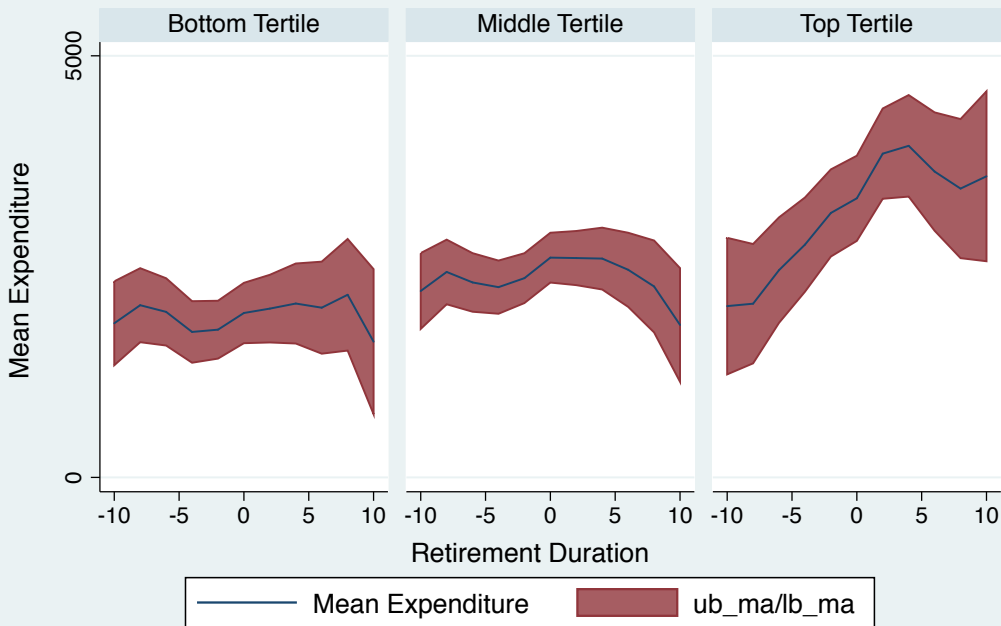 Bottom Tertile Middle Tertile Top Tertile
5000
Mean Expenditure
0
-10 -5 0 5 10 -10 -5 0 5 10 -10 -5 0 5 10
Retirement Duration
Mean Expenditure ub_ma/lb_ma